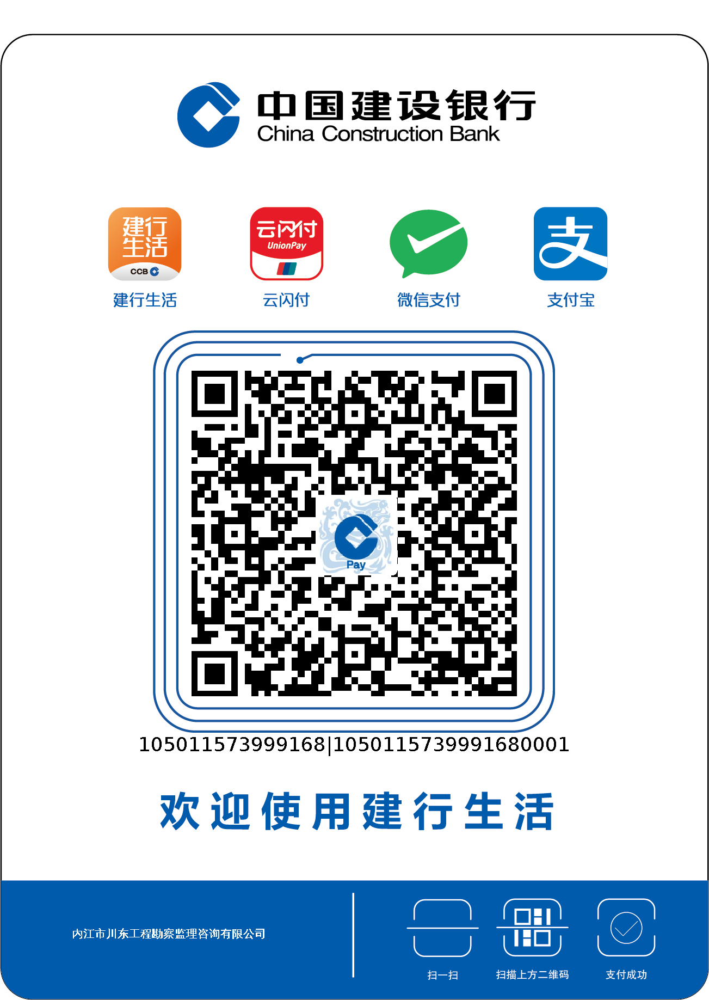 中国建设银行
China Construction Bank
建行
生活
CCB
云闪付
UnionPay
支
建行生活
云闪付
微信支付
支付宝
Pay
105011573999168|1050115739991680001
欢迎使用建行生活
内江市川东工程勘察监理咨询有限公司
扫一扫
扫描上方二维码
支付成功